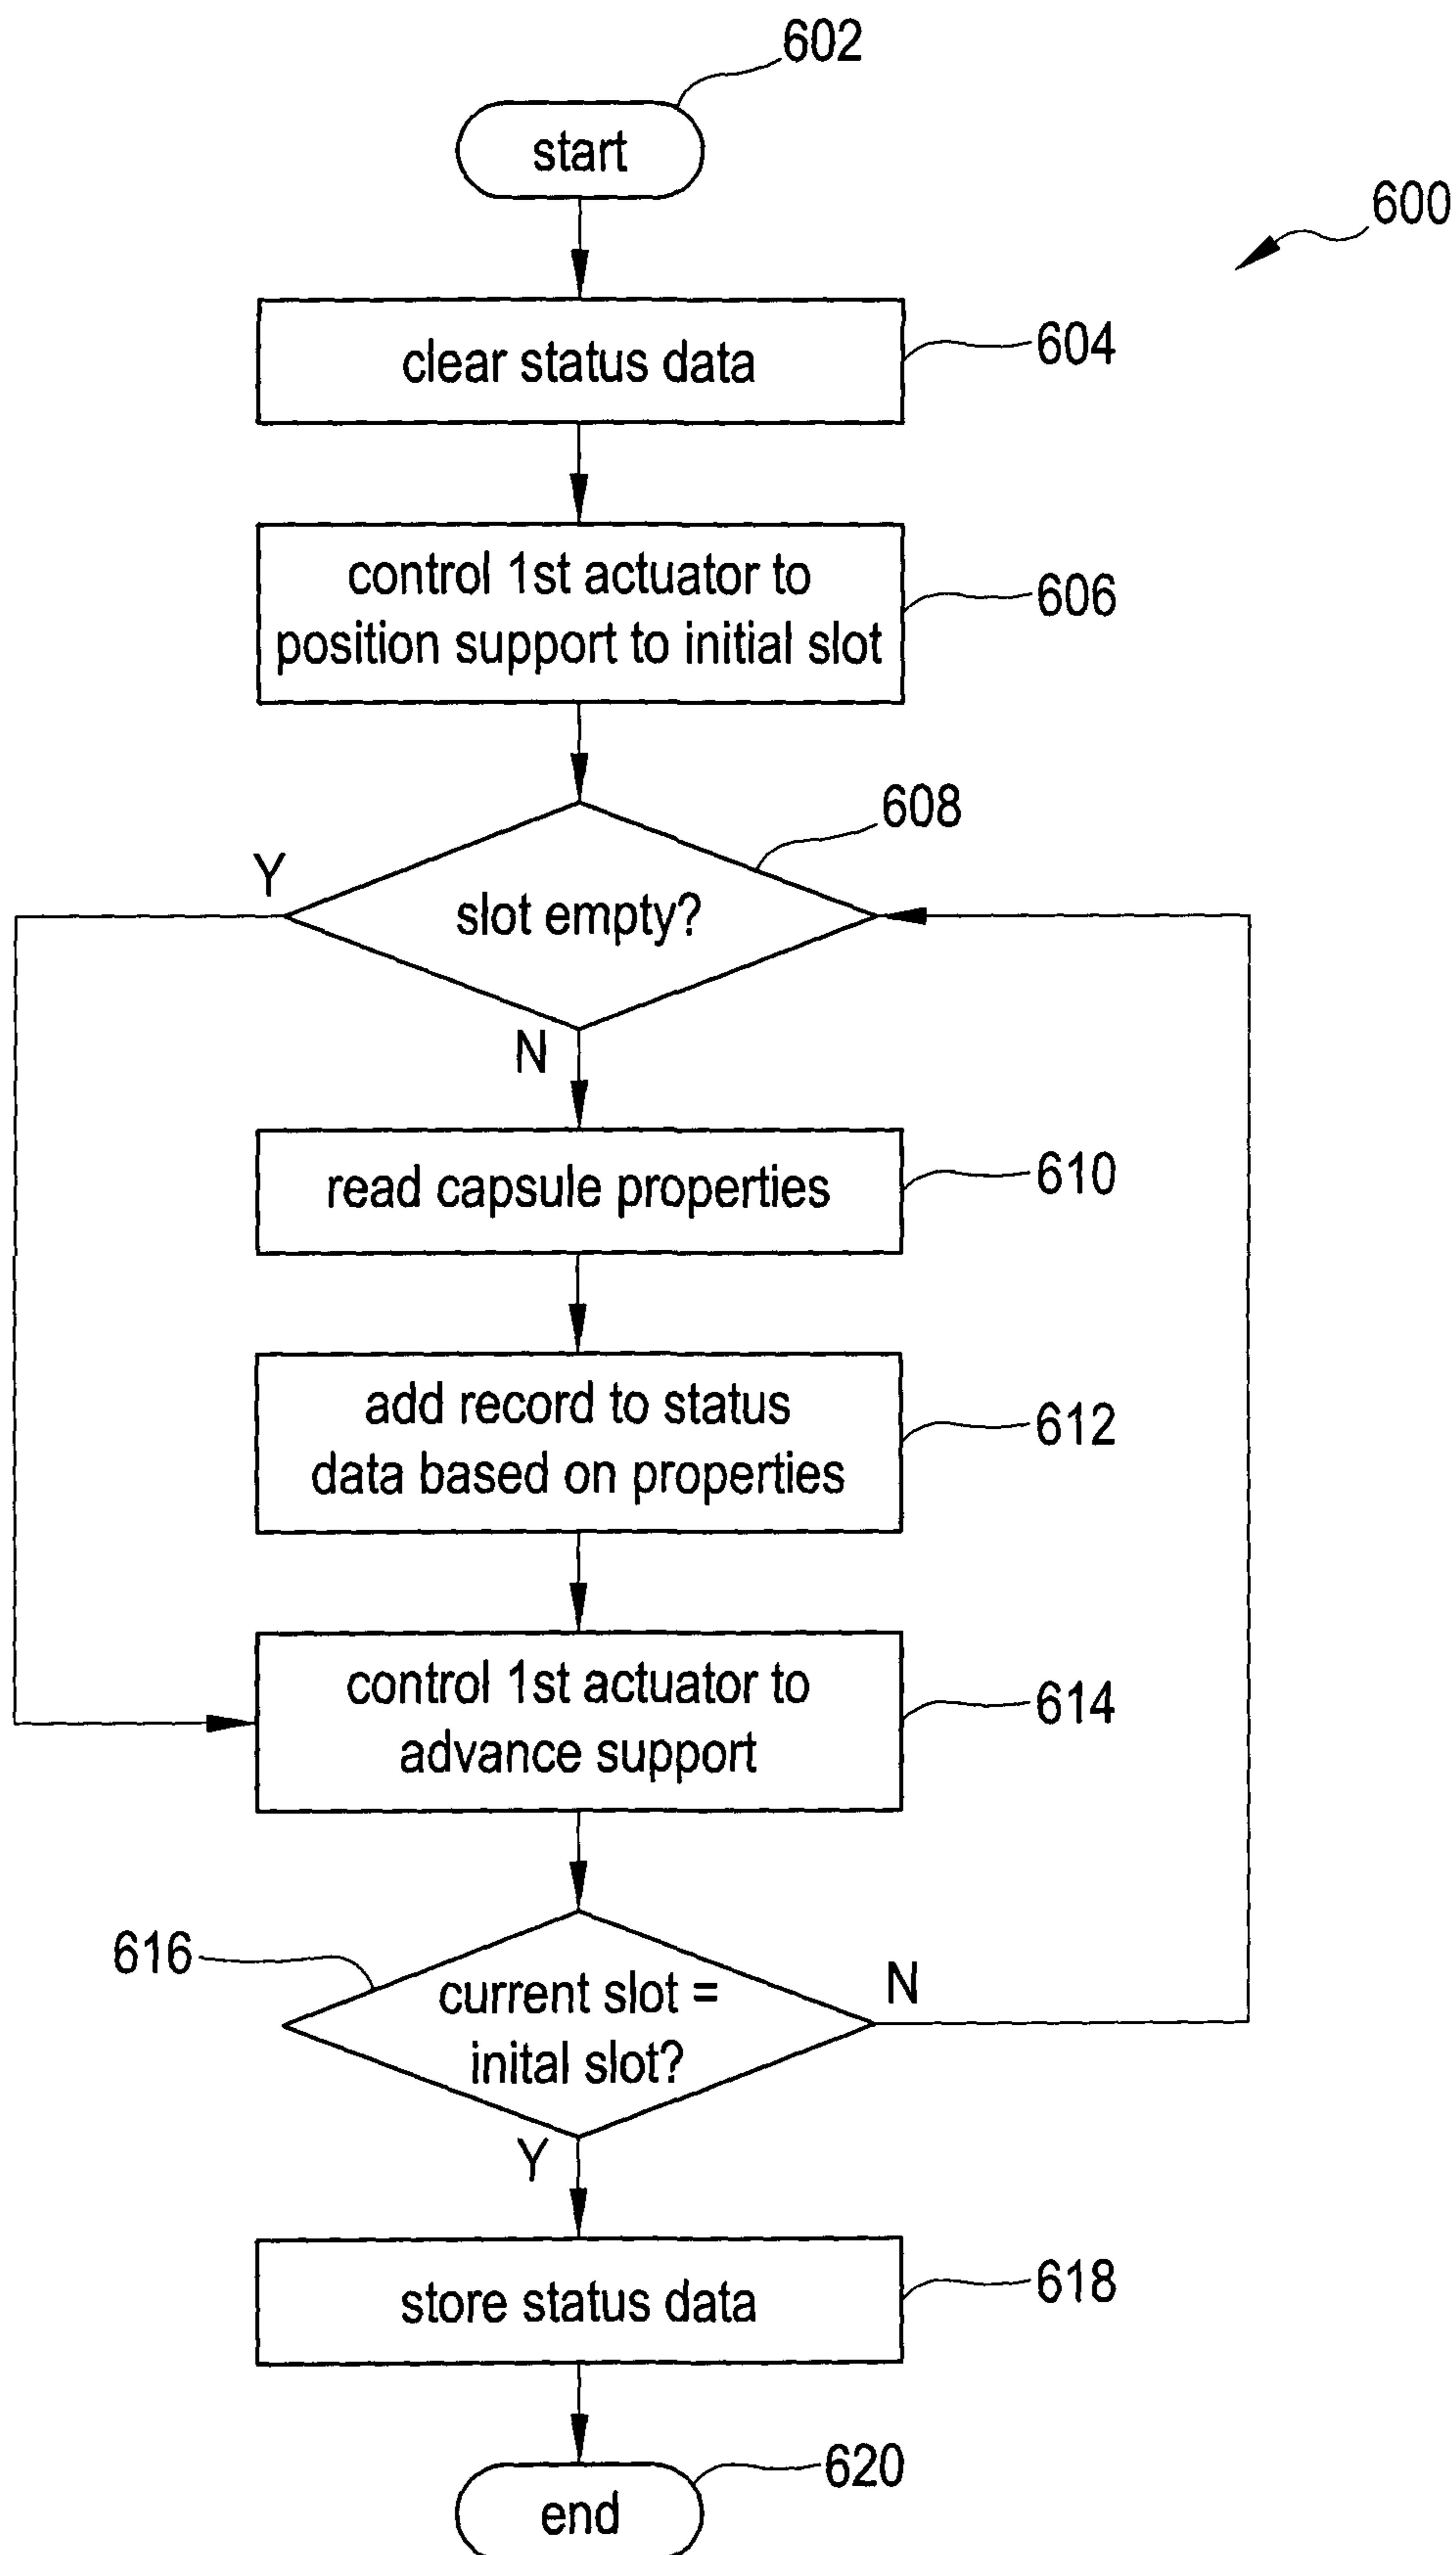 602
start
600
clear status data
604
control 1st actuator to
position support to initial slot
606
608
Y
slot empty?
N
read capsule properties
610
add record to status
data based on properties
612
control 1st actuator to
advance support
614
616
current slot =
inital slot?
N
Y
store status data
618
620
end